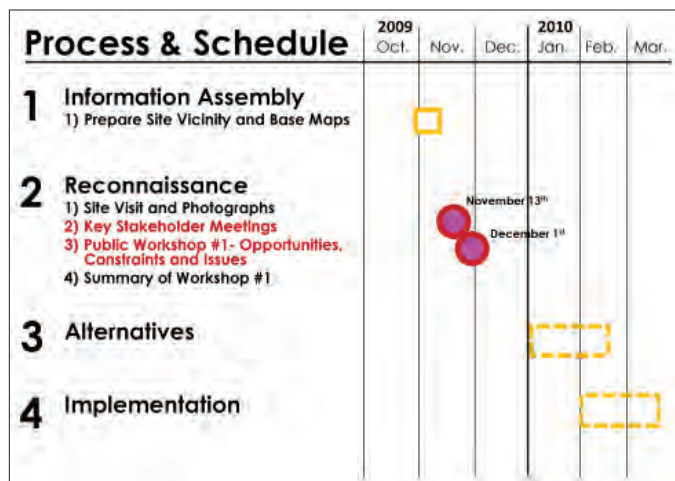 2009 2010
Process & Schedule Oct. Nov. Dec. Jan. Feb. Mar.
1 Information Assembly
1) Prepare Site Vicinity and Base Maps
2 Reconnaissance
1) Site Visit and Photographs
November 13th
2) Key Stakeholder Meetings
3) Public Workshop #1- Opportunities,
December 1st
Constraints and Issues
4) Summary of Workshop #1
3 Alternatives
4 Implementation